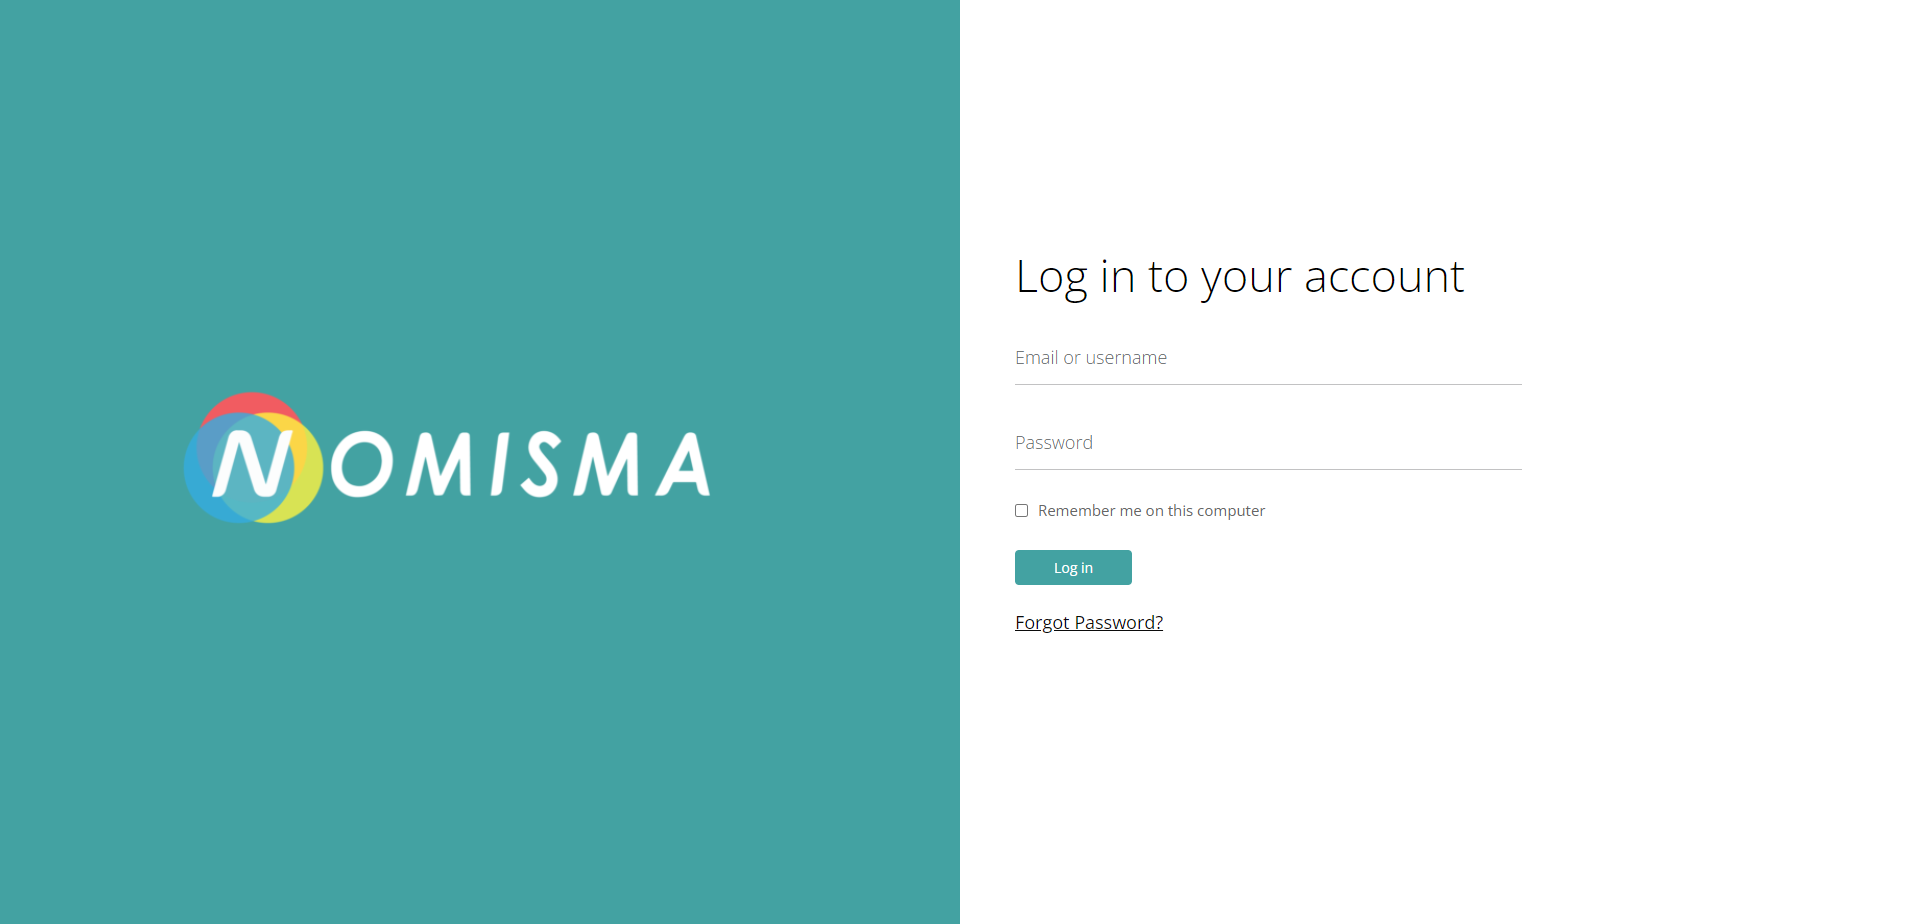 NOMISMA
Log in to your account
Email or username
Password
Remember me on this computer
Log in
Forgot Password?